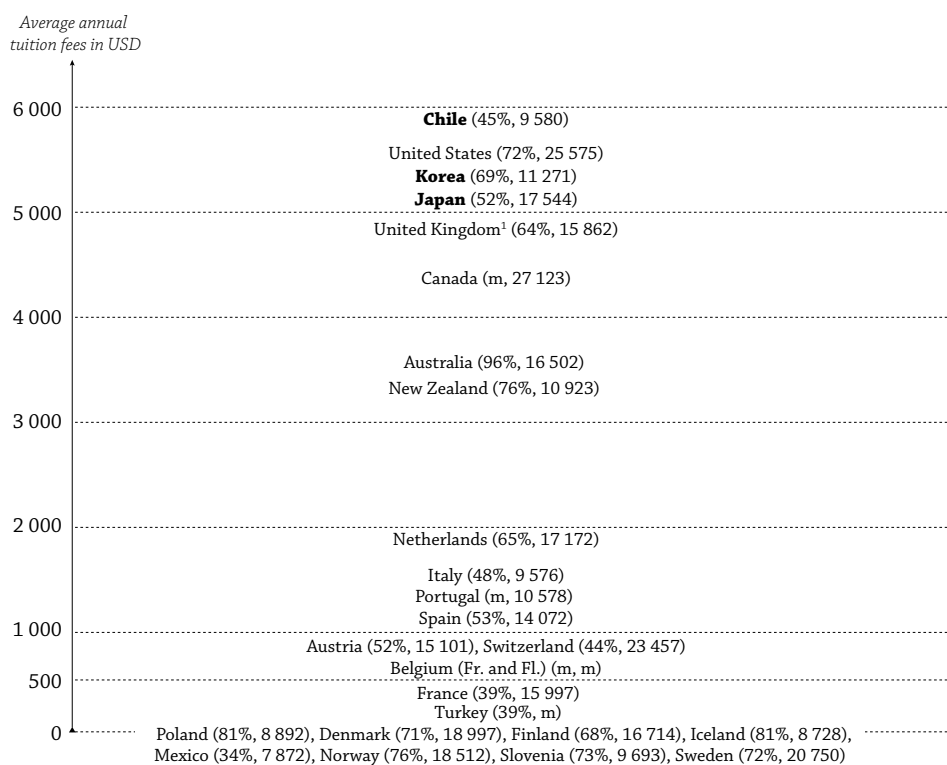 Average annual
tuition fees in USD
6 000
Chile (45%, 9 580)
United States (72%, 25 575)
Korea (69%, 11 271)
Japan (52%, 17 544)
5 000
United Kingdom¹ (64%, 15 862)
Canada (m, 27 123)
4 000
Australia (96%, 16 502)
New Zealand (76%, 10 923)
3 000
2 000
Netherlands (65%, 17 172)
Italy (48%, 9 576)
Portugal (m, 10 578)
Spain (53%, 14 072)
1 000
Austria (52%, 15 101), Switzerland (44%, 23 457)
Belgium (Fr. and Fl.) (m, m)
500
France (39%, 15 997)
Turkey (39%, m)
0
Poland (81%, 8 892), Denmark (71%, 18 997), Finland (68%, 16 714), Iceland (81%, 8 728),
Mexico (34%, 7 872), Norway (76%, 18 512), Slovenia (73%, 9 693), Sweden (72%, 20 750)